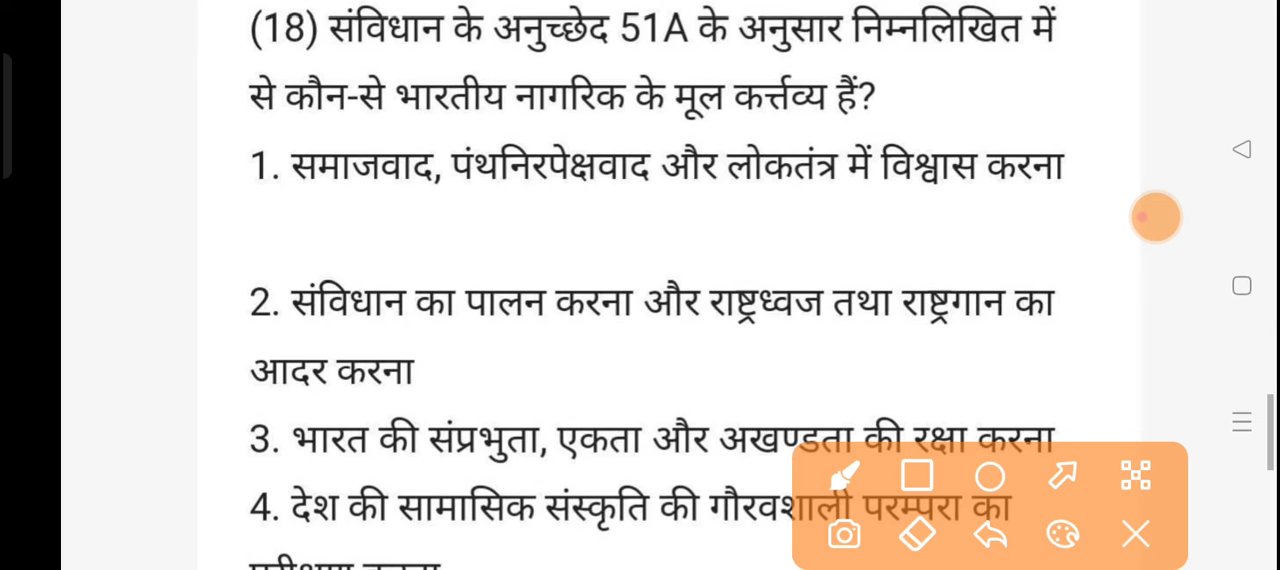 (18) संविधान के अनुच्छेद 51A के अनुसार निम्नलिखित में
से कौन-से भारतीय नागरिक के मूल कर्त्तव्य हैं?
1. समाजवाद, पंथनिरपेक्षवाद और लोकतंत्र में विश्वास करना
2. संविधान का पालन करना और राष्ट्रध्वज तथा राष्ट्रगान का
आदर करना
3. भारत की संप्रभुता, एकता और अखण्डता की रक्षा करना
4. देश की सामासिक संस्कृति की गौरवशाली परम्परा का